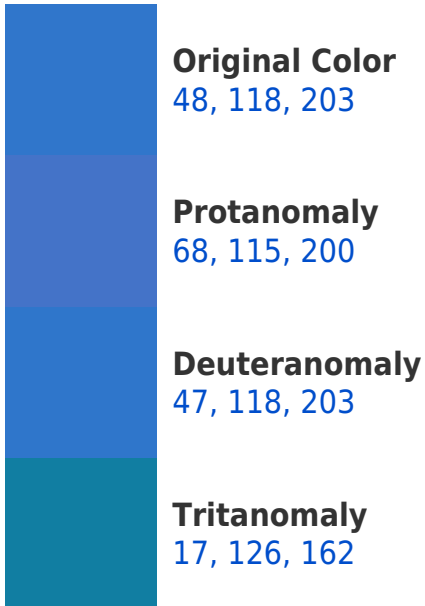 Original Color
48, 118, 203
Protanomaly
68, 115, 200
Deuteranomaly
47, 118, 203
Tritanomaly
17, 126, 162